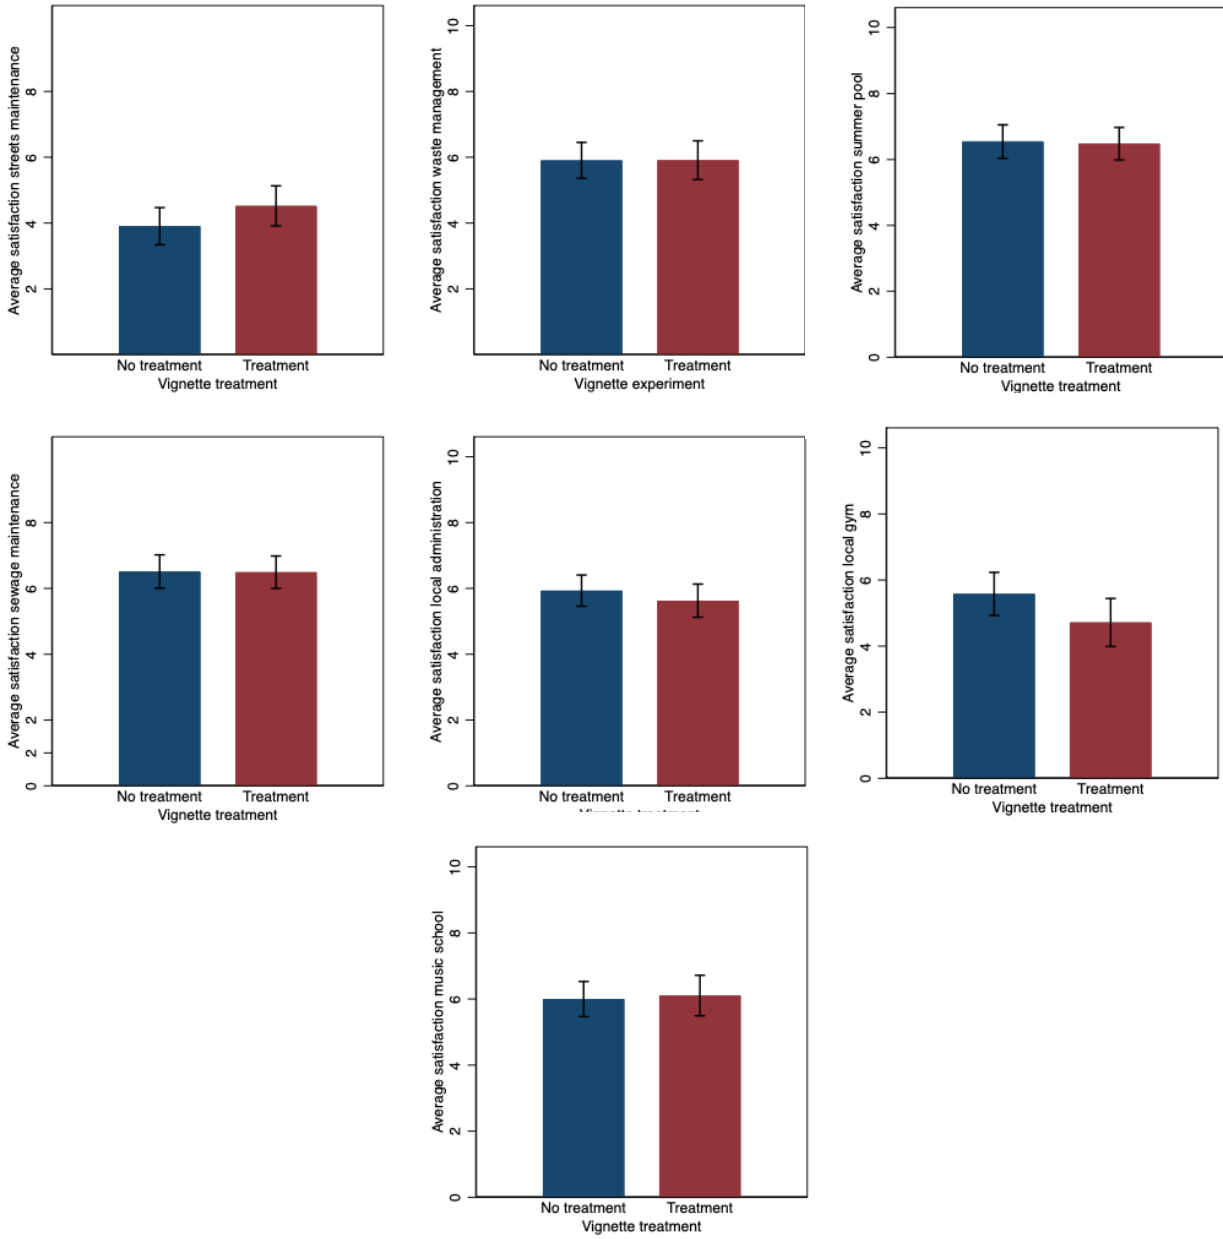 Average satisfaction streets maintenance
8
6
4
2
No treatment Treatment
Vignette treatment
Average satisfaction waste management
10
8
6
4
2
No treatment Treatment
Vignette experiment
Average satisfaction summer pool
10
8
6
4
2
0
No treatment Treatment
Vignette treatment
Average satisfaction sewage maintenance
8
6
4
2
2
0
No treatment Treatment
Vignette treatment
Average satisfaction local administration
10
8
6
4
2
0
No treatment Treatment
Vignette treatment
Average satisfaction local gym
10
8
6
4
2
0
No treatment Treatment
Vignette treatment
Average satisfaction music school
10
8
6
4
2
0
No treatment Treatment
Vignette treatment